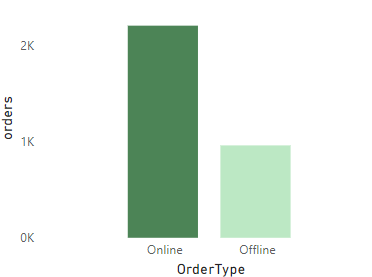 2K
1K
0K
orders
Online
Offline
OrderType